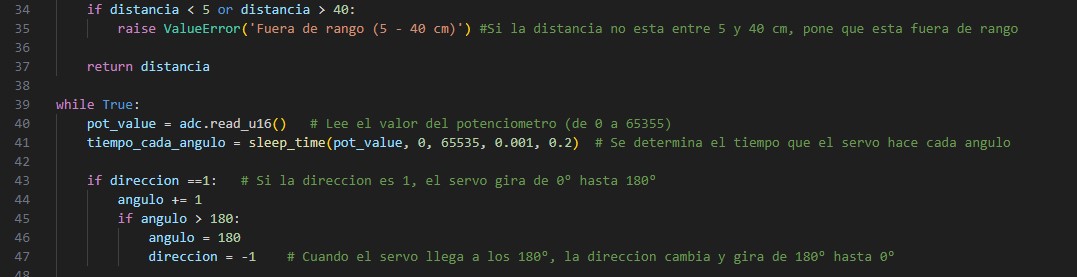 34 if distancia < 5 or distancia > 40:
35 raise ValueError('Fuera de rango (5 - 40 cm)') #Si la distancia no esta entre 5 y 40 cm, pone que esta fuera de rango
36
37 return distancia
38
39 while True:
40 pot_value = adc.read_u16() # Lee el valor del potenciometro (de 0 a 65355)
41 tiempo_cada_angulo = sleep_time(pot_value, 0, 65535, 0.001, 0.2) # Se determina el tiempo que el servo hace cada angulo
42
43 if direccion ==1: # Si la direccion es 1, el servo gira de 0º hasta 180º
44 angulo += 1
45 if angulo > 180:
46 angulo = 180
47 direccion = -1 # Cuando el servo llega a los 180º, la direccion cambia y gira de 180º hasta 0º
48